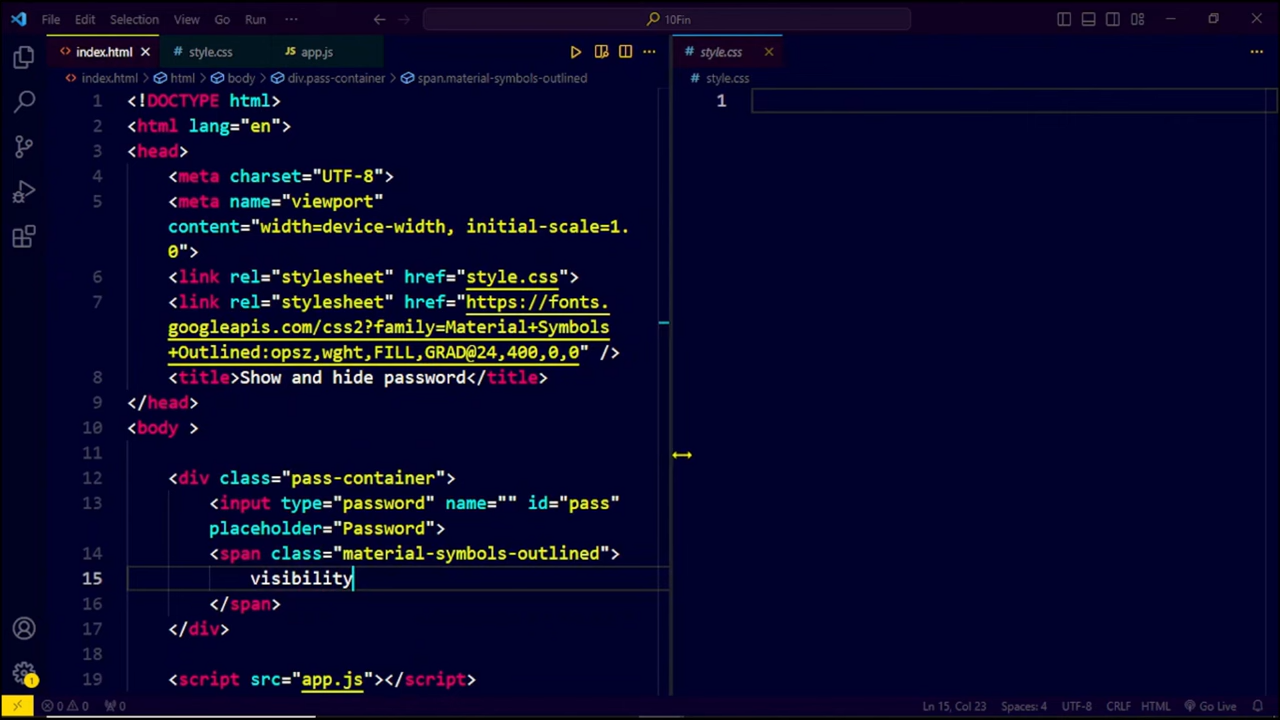 File Edit Selection View Go Run ··· 10Fin
index.html style.css JS app.js
# style.css
index.html > html > body > div.pass-container > span.material-symbols-outlined
# style.css
1 <!DOCTYPE html>
2 <html lang="en">
3 <head>
4 <meta charset="UTF-8">
5 <meta name="viewport"
content="width=device-width, initial-scale=1.
0">
6 <link rel="stylesheet" href="style.css">
7 <link rel="stylesheet" href="https://fonts.
googleapis.com/css2?family=Material+Symbols
+Outlined:opsz,wght,FILL,GRAD@24,400,0,0" />
8 <title>Show and hide password</title>
9 </head>
10 <body >
11
12 <div class="pass-container">
13 <input type="password" name="" id="pass"
placeholder="Password">
14 <span class="material-symbols-outlined">
15 visibility
16 </span>
17 </div>
18
19 <script src="app.js"></script>
1
1
0 0 0 Ln 15, Col 23 Spaces: 4 UTF-8 CRLF HTML Go Live